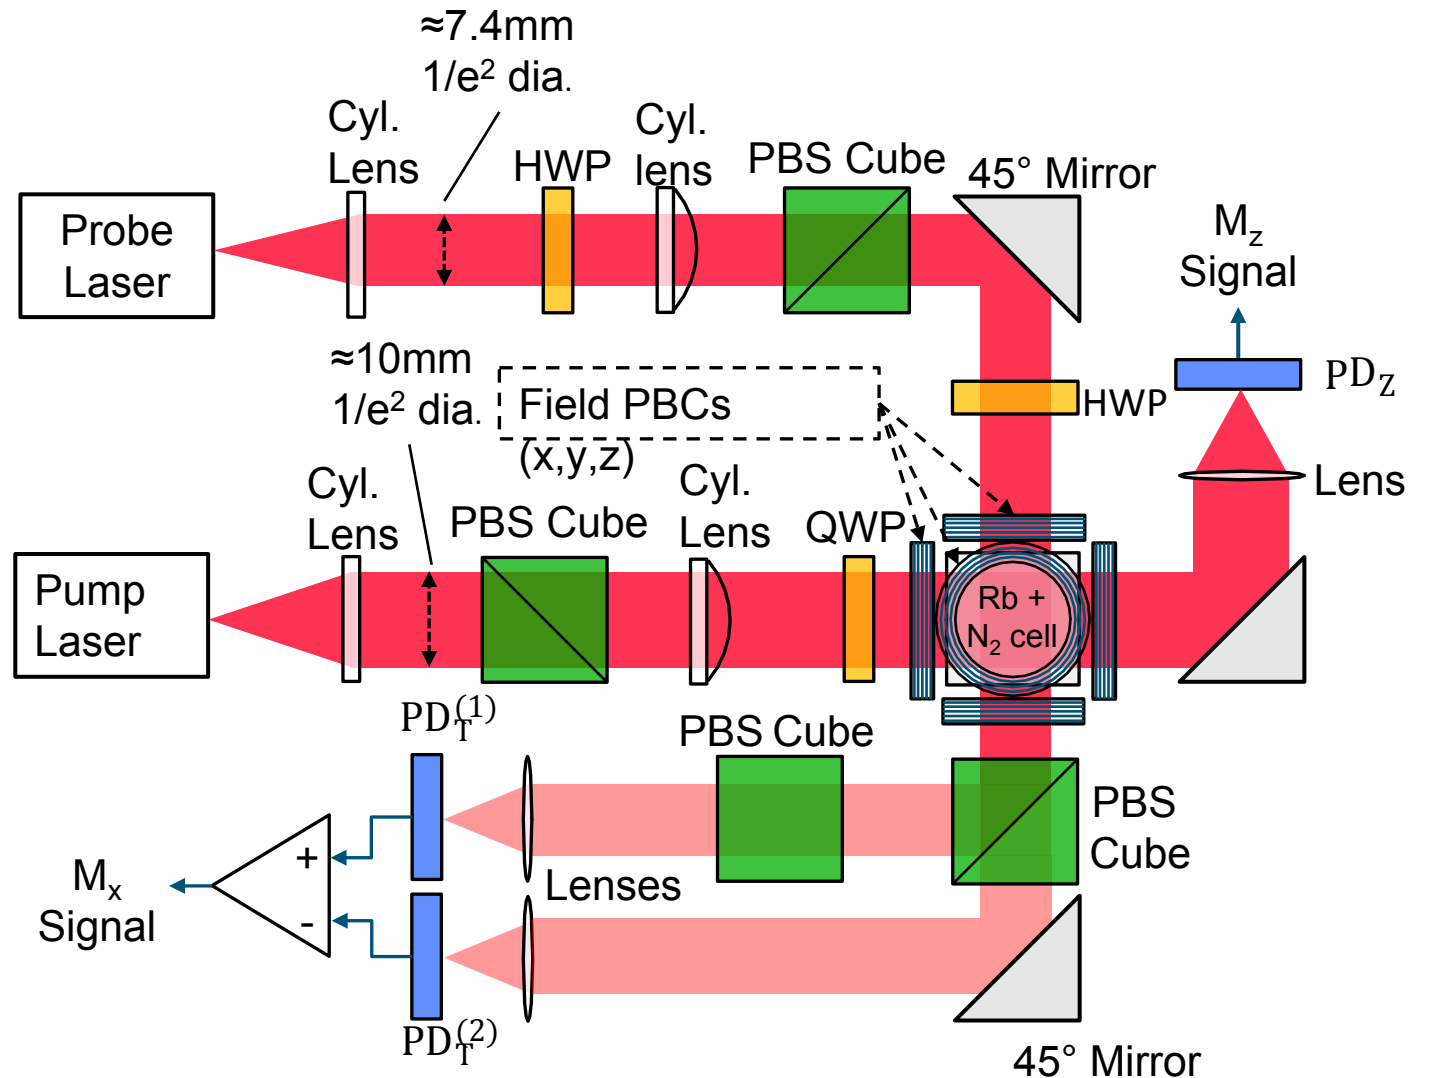 ≈7.4mm
1/e² dia.
Cyl.
Lens
HWP
Cyl.
lens
PBS Cube
45° Mirror
Probe
Laser
M_z
Signal
PD_Z
≈10mm
1/e² dia.
Field PBCs
(x,y,z)
HWP
Lens
Cyl.
Lens
PBS Cube
Cyl.
Lens
QWP
Pump
Laser
Rb +
N₂ cell
PD_T^(1)
PBS Cube
PBS
Cube
+
-
Lenses
M_x
Signal
PD_T^(2)
45° Mirror